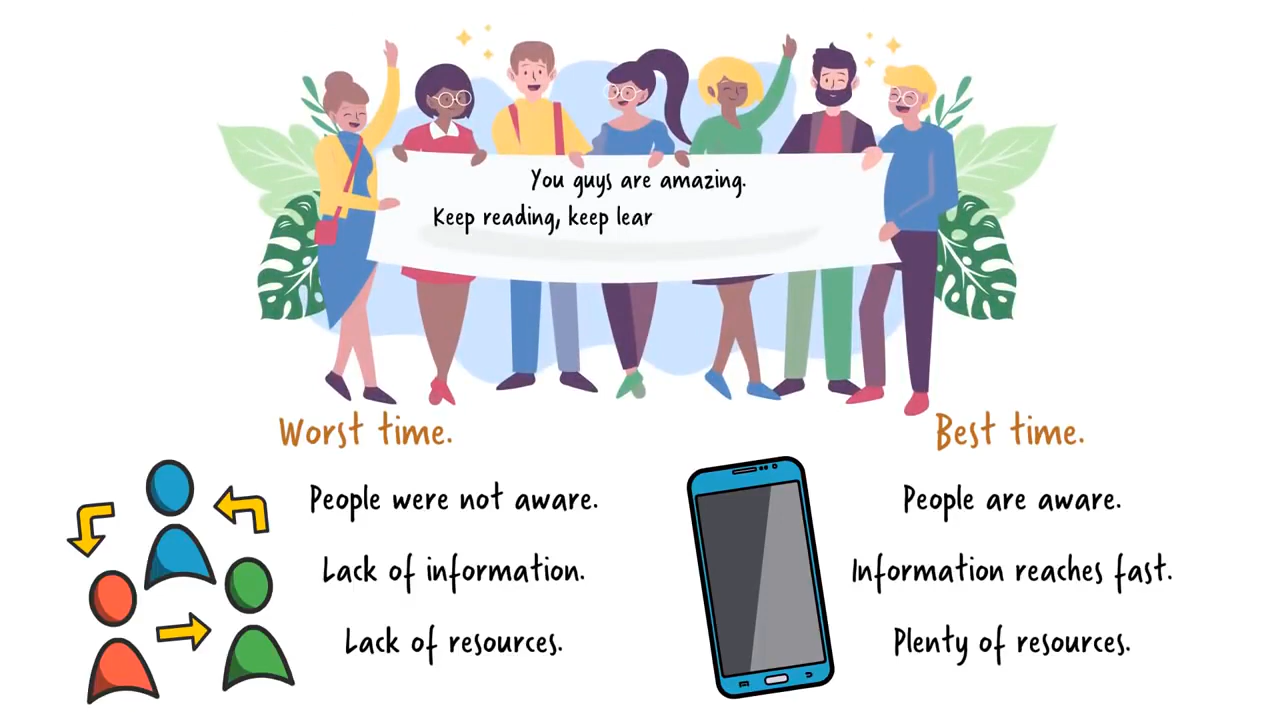 You guys are amazing.
Keep reading, keep lear
Worst time.
People were not aware.
Lack of information.
Lack of resources.
Best time.
People are aware.
Information reaches fast.
Plenty of resources.